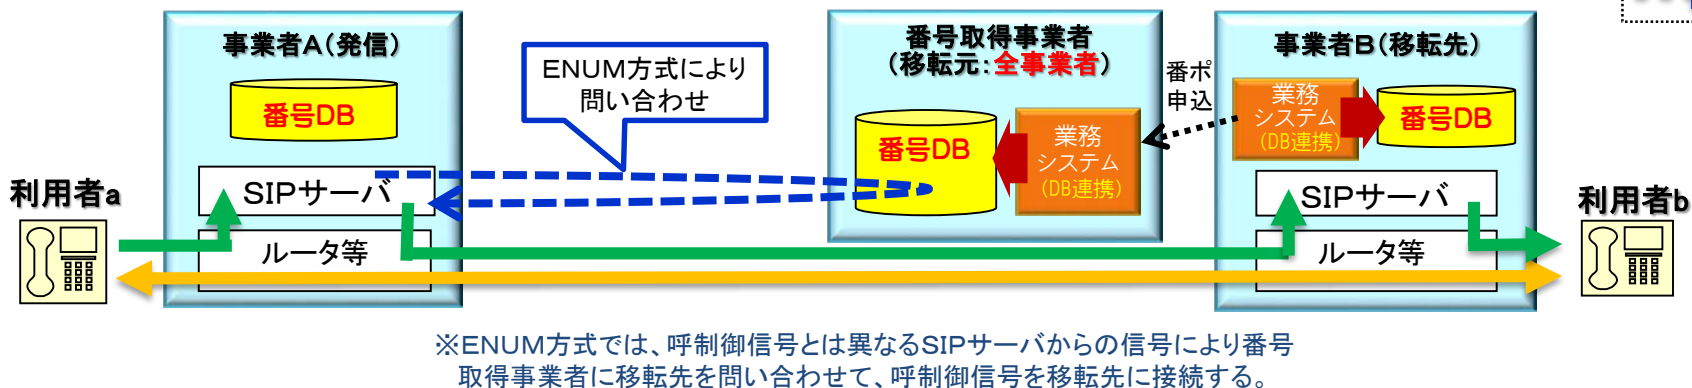 事業者A（発信）
番号DB
SIPサーバ
ルータ等
利用者a
ENUM方式により
問い合わせ
番号取得事業者
（移転元：全事業者）
番号DB
業務
システム
（DB連携）
番ポ
申込
事業者B（移転先）
業務
システム
（DB連携）
番号DB
SIPサーバ
ルータ等
利用者b
※ENUM方式では、呼制御信号とは異なるSIPサーバからの信号により番号
取得事業者に移転先を問い合わせて、呼制御信号を移転先に接続する。